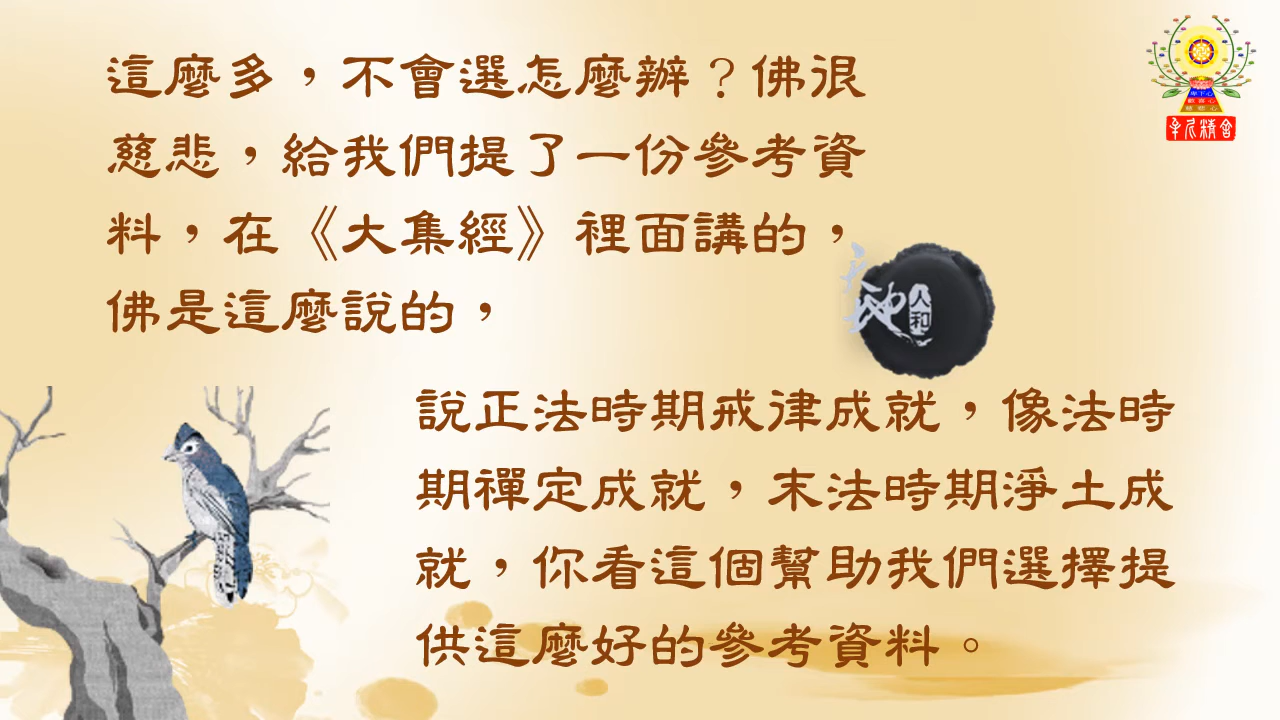 這麼多，不會選怎麼辦？佛很
慈悲，給我們提了一份參考資
料，在《大集經》裡面講的，
佛是這麼說的，
人和
說正法時期戒律成就，像法時
期禪定成就，末法時期淨土成
就，你看這個幫助我們選擇提
供這麼好的參考資料。